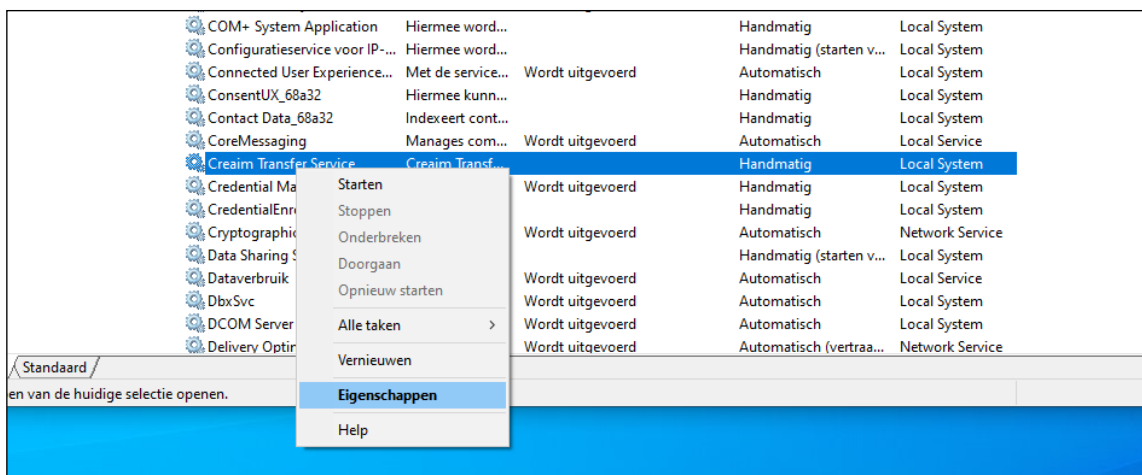 COM+ System Application Hiermee word... Handmatig Local System
Configuratieservice voor IP-... Hiermee word... Handmatig (starten v... Local System
Connected User Experience... Met de service... Wordt uitgevoerd Automatisch Local System
ConsentUX_68a32 Hiermee kunn... Handmatig Local System
Contact Data_68a32 Indexeert cont... Handmatig Local System
CoreMessaging Manages com... Wordt uitgevoerd Automatisch Local Service
Creaim Transfer Service Creaim Transf... Handmatig Local System
Credential Ma Wordt uitgevoerd Handmatig Local System
CredentialEnr Handmatig Local System
Cryptographi Wordt uitgevoerd Automatisch Network Service
Data Sharing S Handmatig (starten v... Local System
Dataverbruik Wordt uitgevoerd Automatisch Local Service
DbxSvc Wordt uitgevoerd Automatisch Local System
DCOM Server Wordt uitgevoerd Automatisch Local System
Delivery Optin Wordt uitgevoerd Automatisch (vertraa... Network Service
Starten
Stoppen
Onderbreken
Doorgaan
Opnieuw starten
Alle taken
Vernieuwen
Eigenschappen
Help
Standaard
en van de huidige selectie openen.